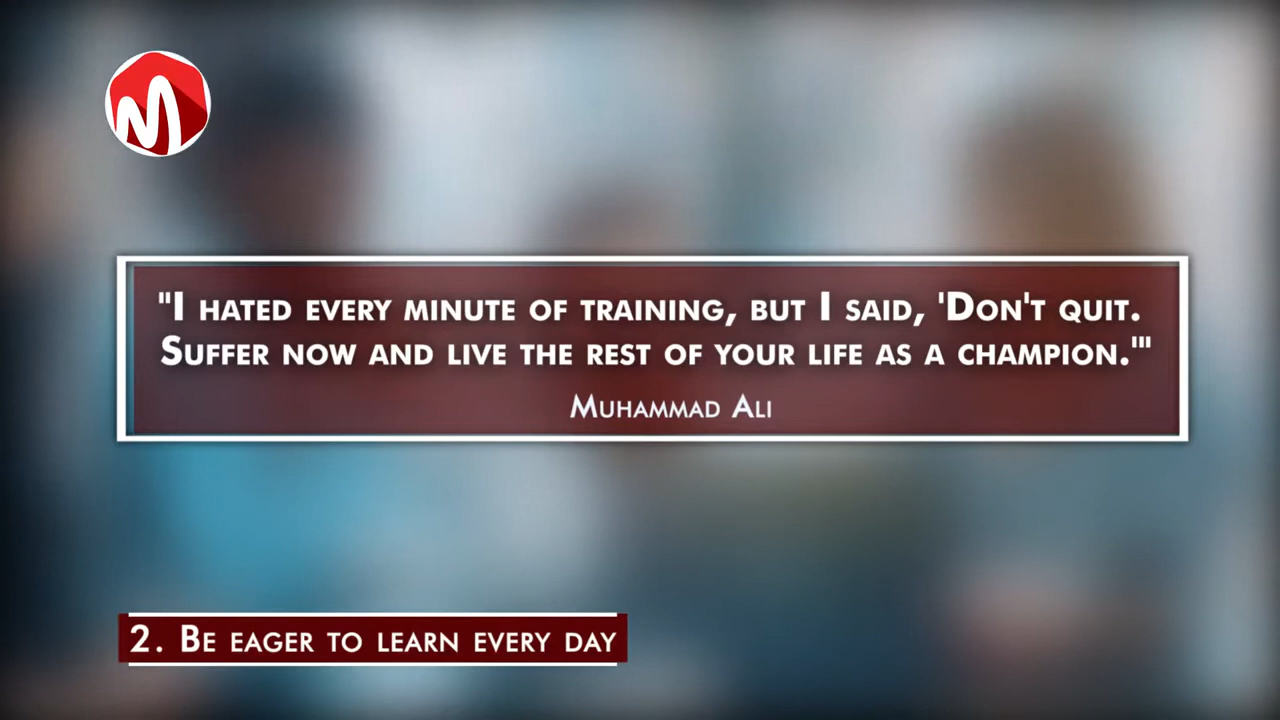 "I HATED EVERY MINUTE OF TRAINING, BUT I SAID, 'DON'T QUIT.
SUFFER NOW AND LIVE THE REST OF YOUR LIFE AS A CHAMPION.'"
MUHAMMAD ALI
2. BE EAGER TO LEARN EVERY DAY